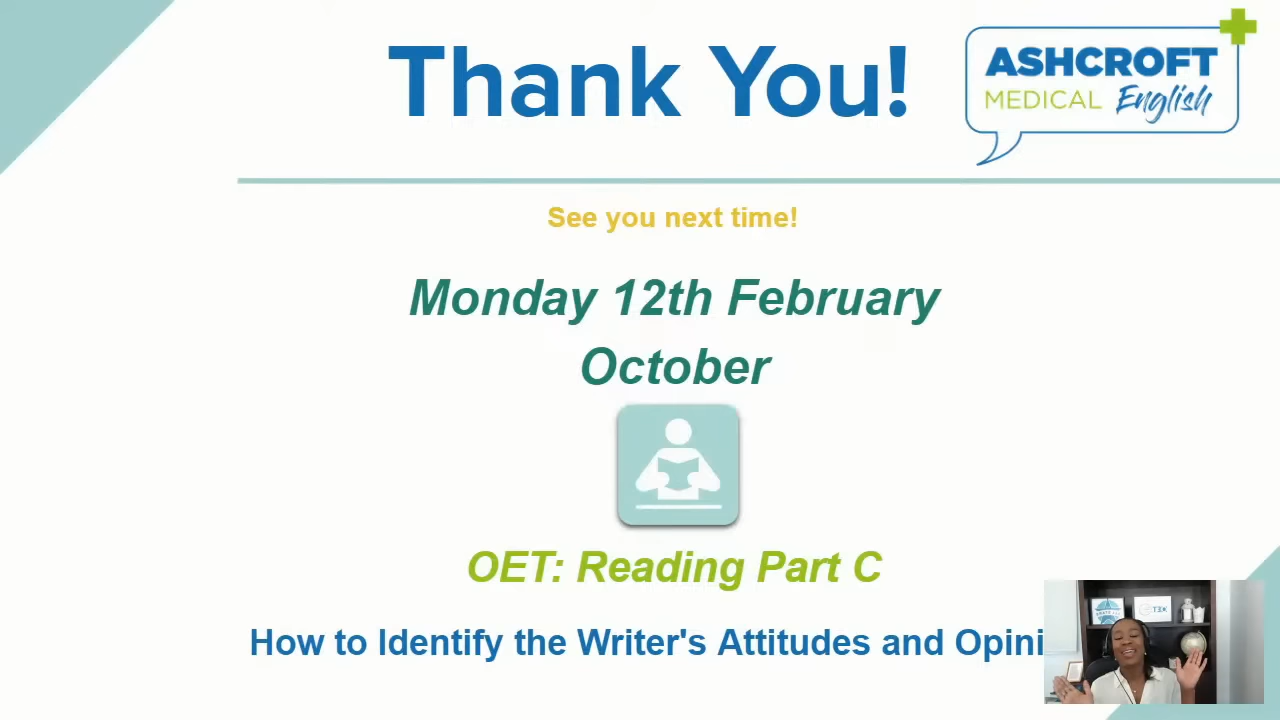 Thank You!
ASHCROFT
MEDICAL English
See you next time!
Monday 12th February
October
OET: Reading Part C
How to Identify the Writer's Attitudes and Opini